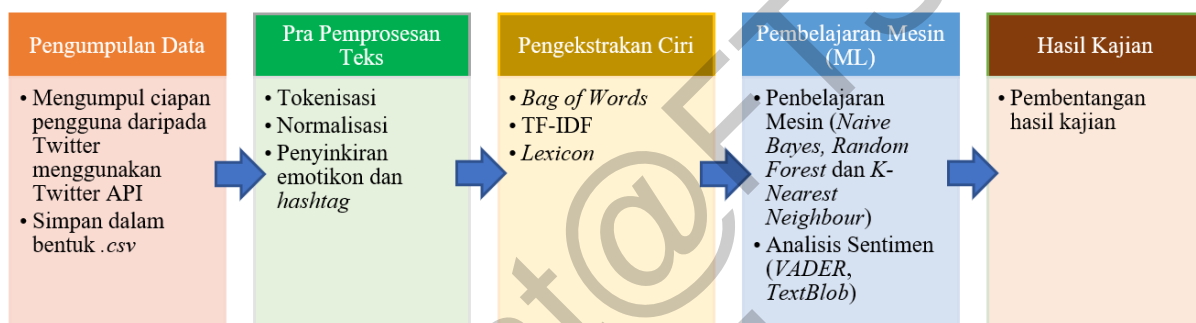 Pengumpulan Data
• Mengumpul ciapan
pengguna daripada
Twitter
menggunakan
Twitter API
• Simpan dalam
bentuk .csv
Pra Pemprosesan
Teks
• Tokenisasi
• Normalisasi
• Penyinkiran
emotikon dan
hashtag
Pengekstrakan Ciri
• Bag of Words
• TF-IDF
• Lexicon
Pembelajaran Mesin
(ML)
• Penbelajaran
Mesin (Naive
Bayes, Random
Forest dan K-
Nearest
Neighbour)
• Analisis Sentimen
(VADER,
TextBlob)
Hasil Kajian
• Pembentangan
hasil kajian